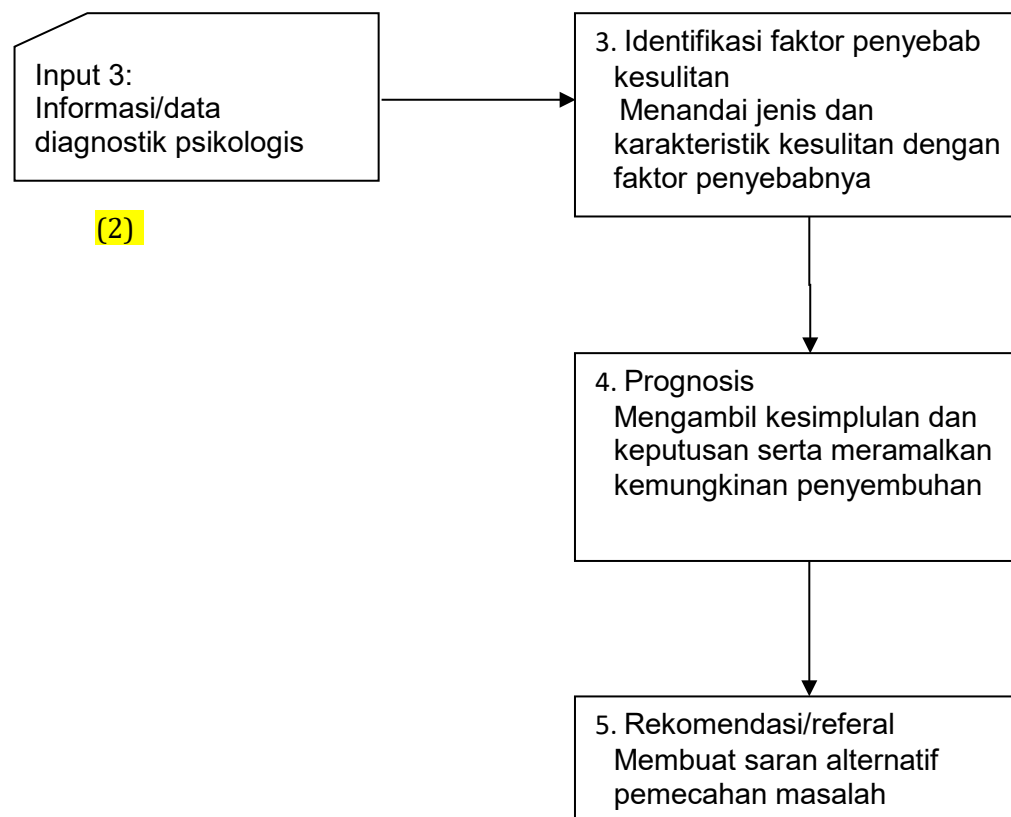 Input 3:
Informasi/data
diagnostik psikologis
(2)
3. Identifikasi faktor penyebab
kesulitan
Menandai jenis dan
karakteristik kesulitan dengan
faktor penyebabnya
4. Prognosis
Mengambil kesimplulan dan
keputusan serta meramalkan
kemungkinan penyembuhan
5. Rekomendasi/referal
Membuat saran alternatif
pemecahan masalah